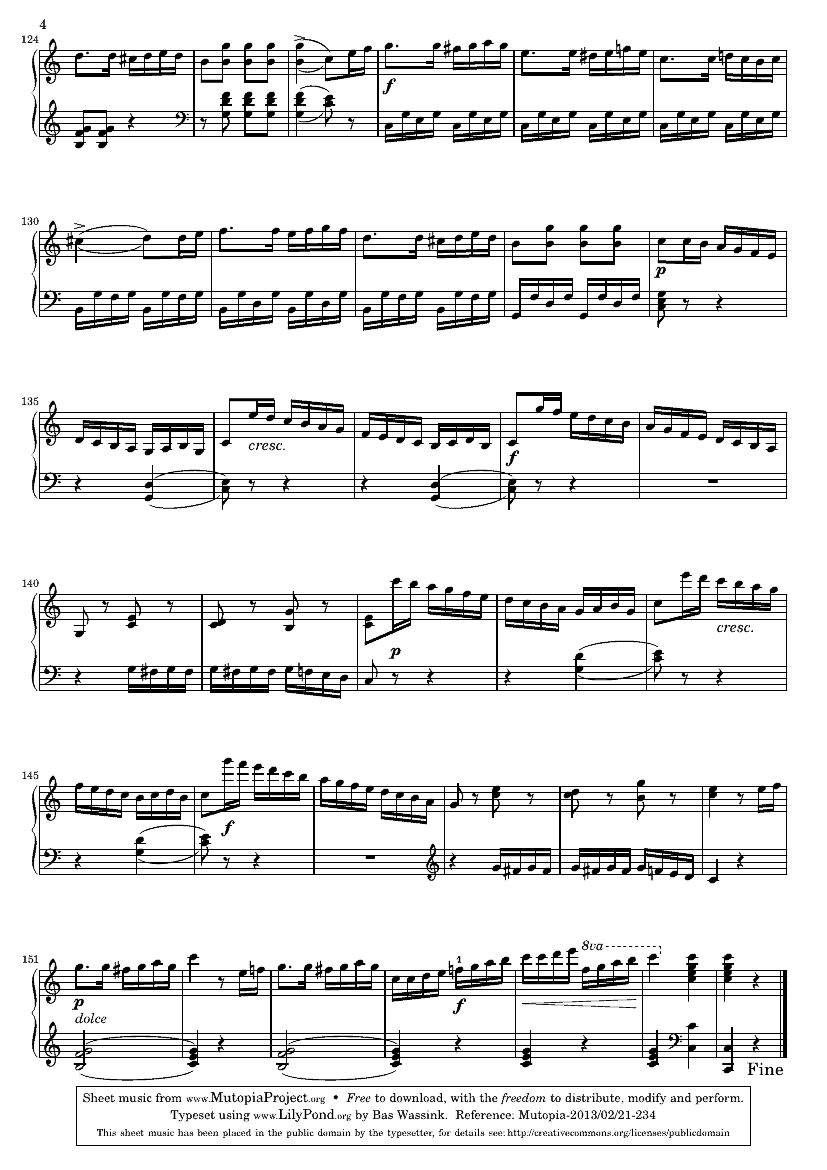 4
124
f
130
p
135
cresc.
f
140
p
cresc.
145
f
151
8va
1
p
f
dolce
Fine
Sheet music from www.MutopiaProject.org • Free to download, with the freedom to distribute, modify and perform.
Typeset using www.LilyPond.org by Bas Wassink. Reference: Mutopia-2013/02/21-234
This sheet music has been placed in the public domain by the typesetter, for details see: http://creativecommons.org/licenses/publicdomain